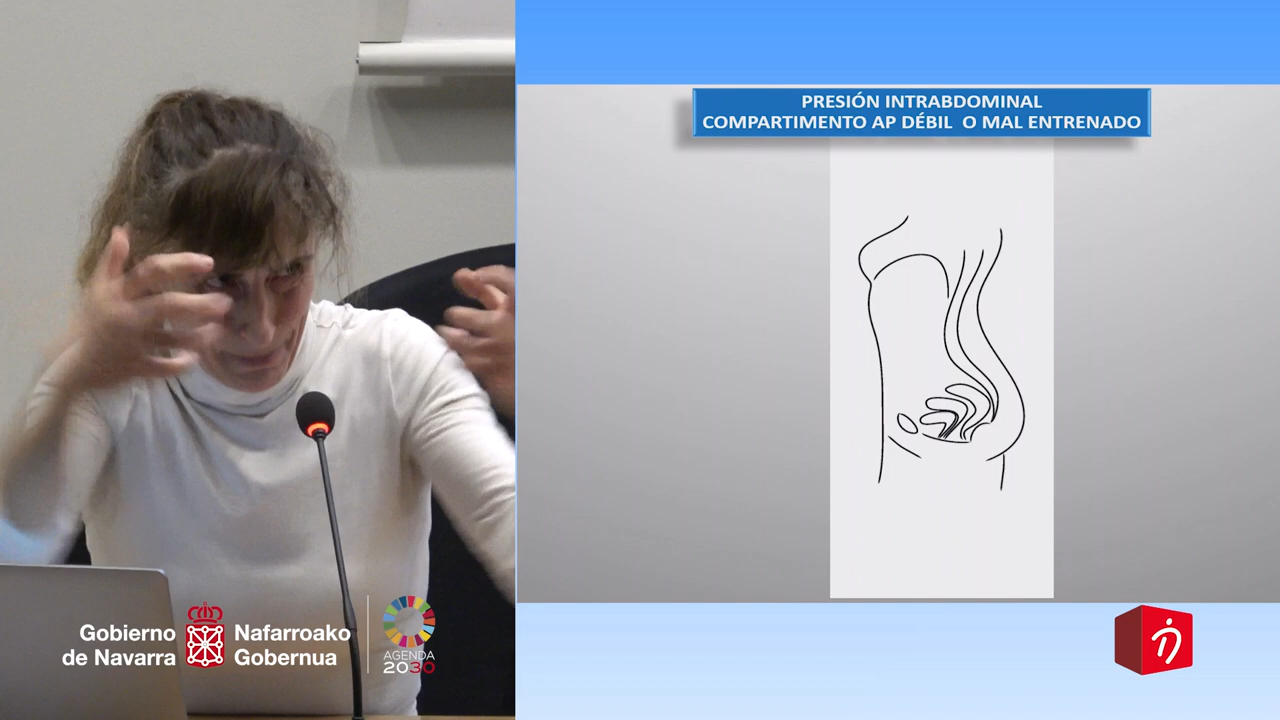 PRESIÓN INTRABDOMINAL
COMPARTIMENTO AP DÉBIL O MAL ENTRENADO
Gobierno
de Navarra
Nafarroako
Gobernua
AGENDA
2030